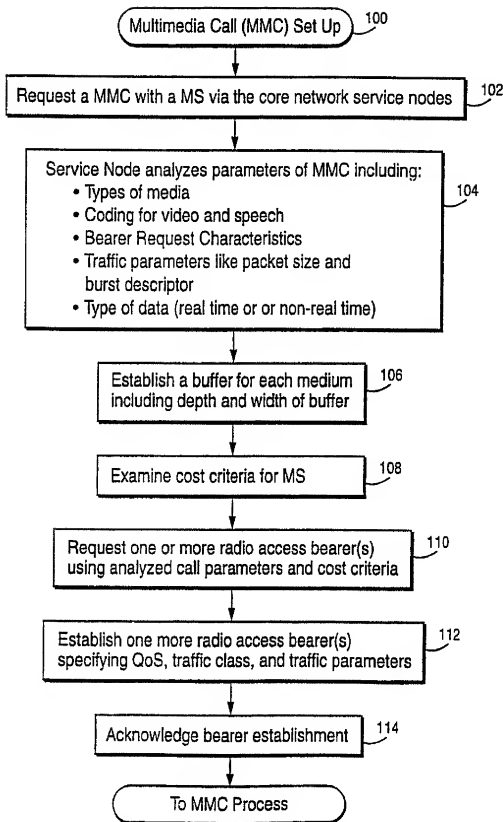 Multimedia Call (MMC) Set Up
100
Request a MMC with a MS via the core network service nodes
102
Service Node analyzes parameters of MMC including:
• Types of media
• Coding for video and speech
• Bearer Request Characteristics
• Traffic parameters like packet size and
burst descriptor
• Type of data (real time or or non-real time)
104
Establish a buffer for each medium
including depth and width of buffer
106
Examine cost criteria for MS
108
Request one or more radio access bearer(s)
using analyzed call parameters and cost criteria
110
Establish one more radio access bearer(s)
specifying QoS, traffic class, and traffic parameters
112
Acknowledge bearer establishment
114
To MMC Process